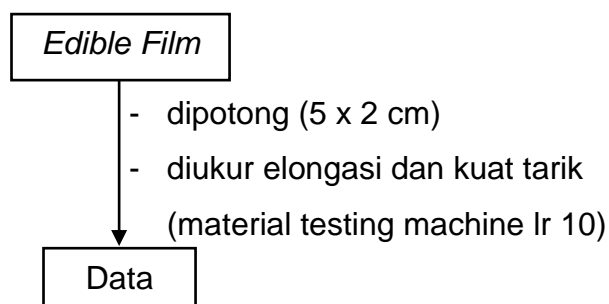 Edible Film
- dipotong (5 x 2 cm)
- diukur elongasi dan kuat tarik
(material testing machine lr 10)
Data